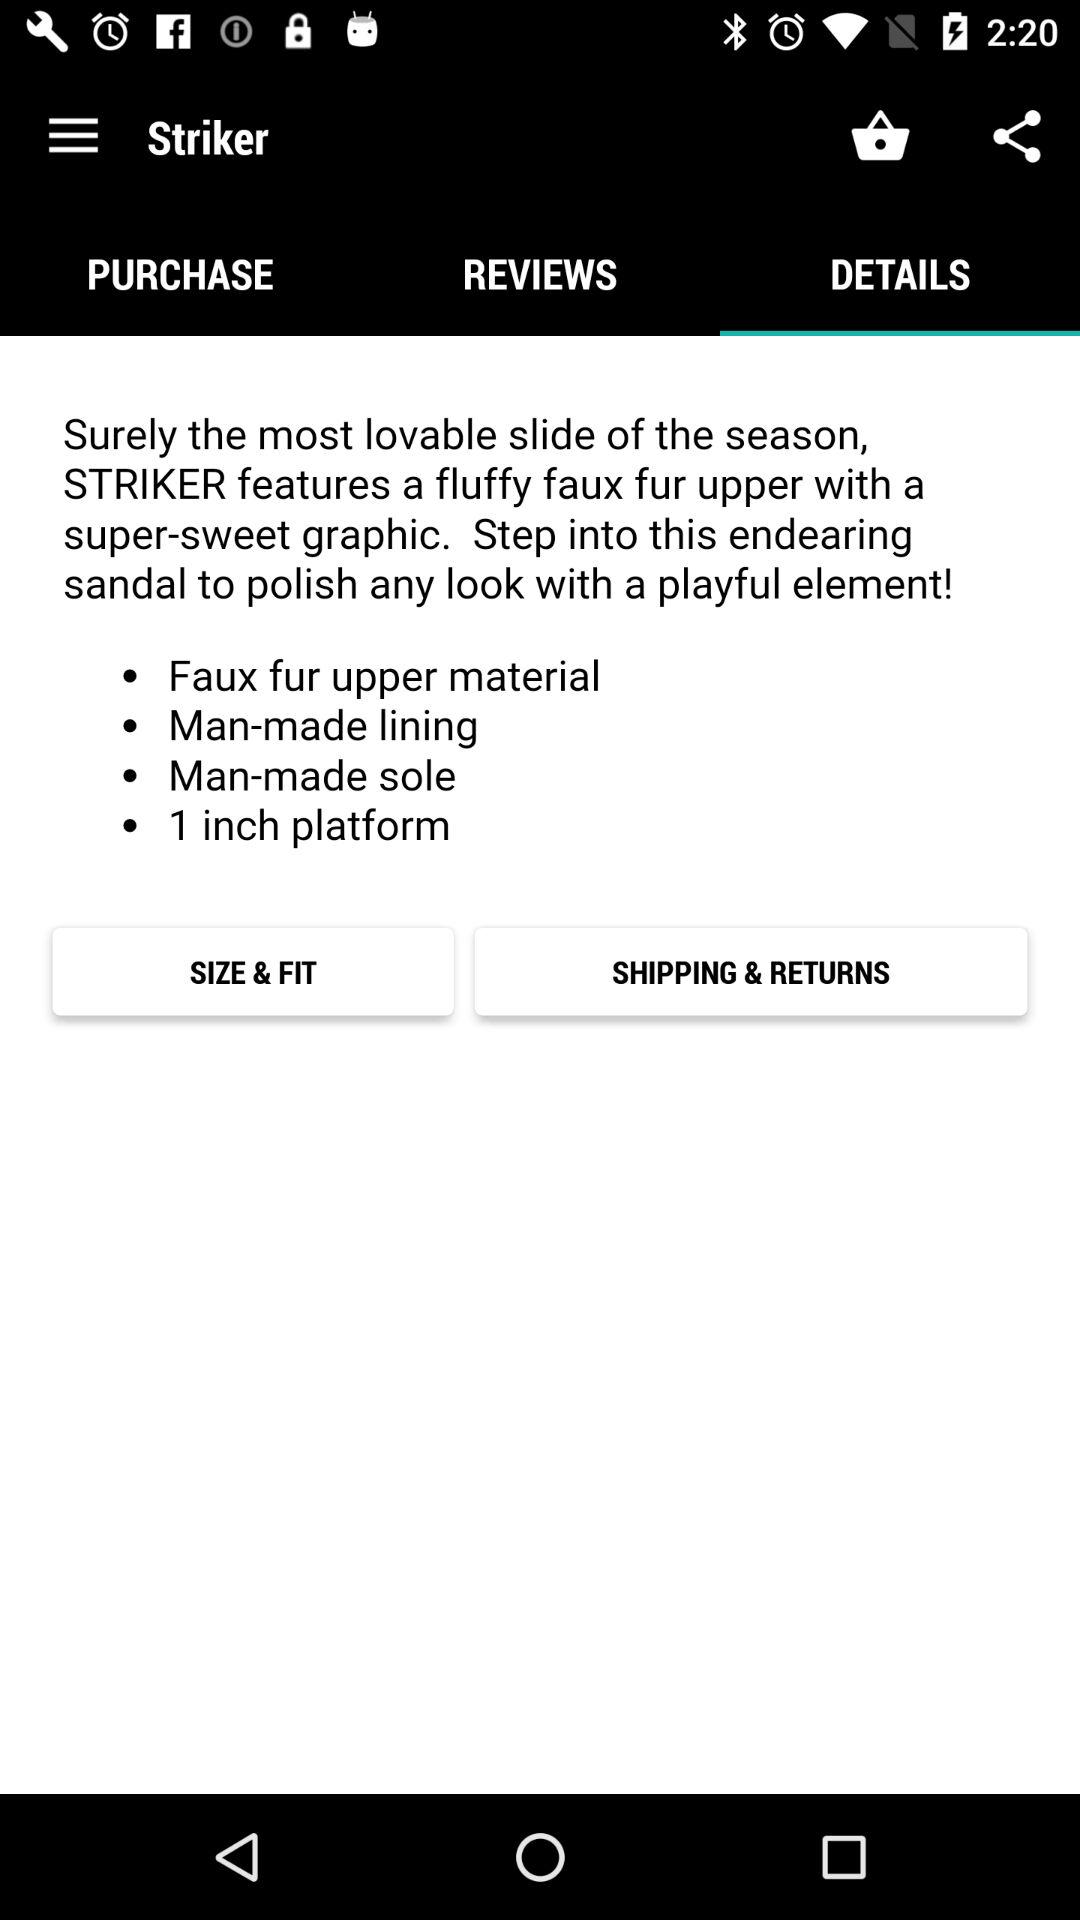 2:20
Striker
PURCHASE REVIEWS DETAILS
Surely the most lovable slide of the season,
STRIKER features a fluffy faux fur upper with a
super-sweet graphic.  Step into this endearing
sandal to polish any look with a playful element!
• Faux fur upper material
• Man-made lining
• Man-made sole
• 1 inch platform
SIZE & FIT SHIPPING & RETURNS